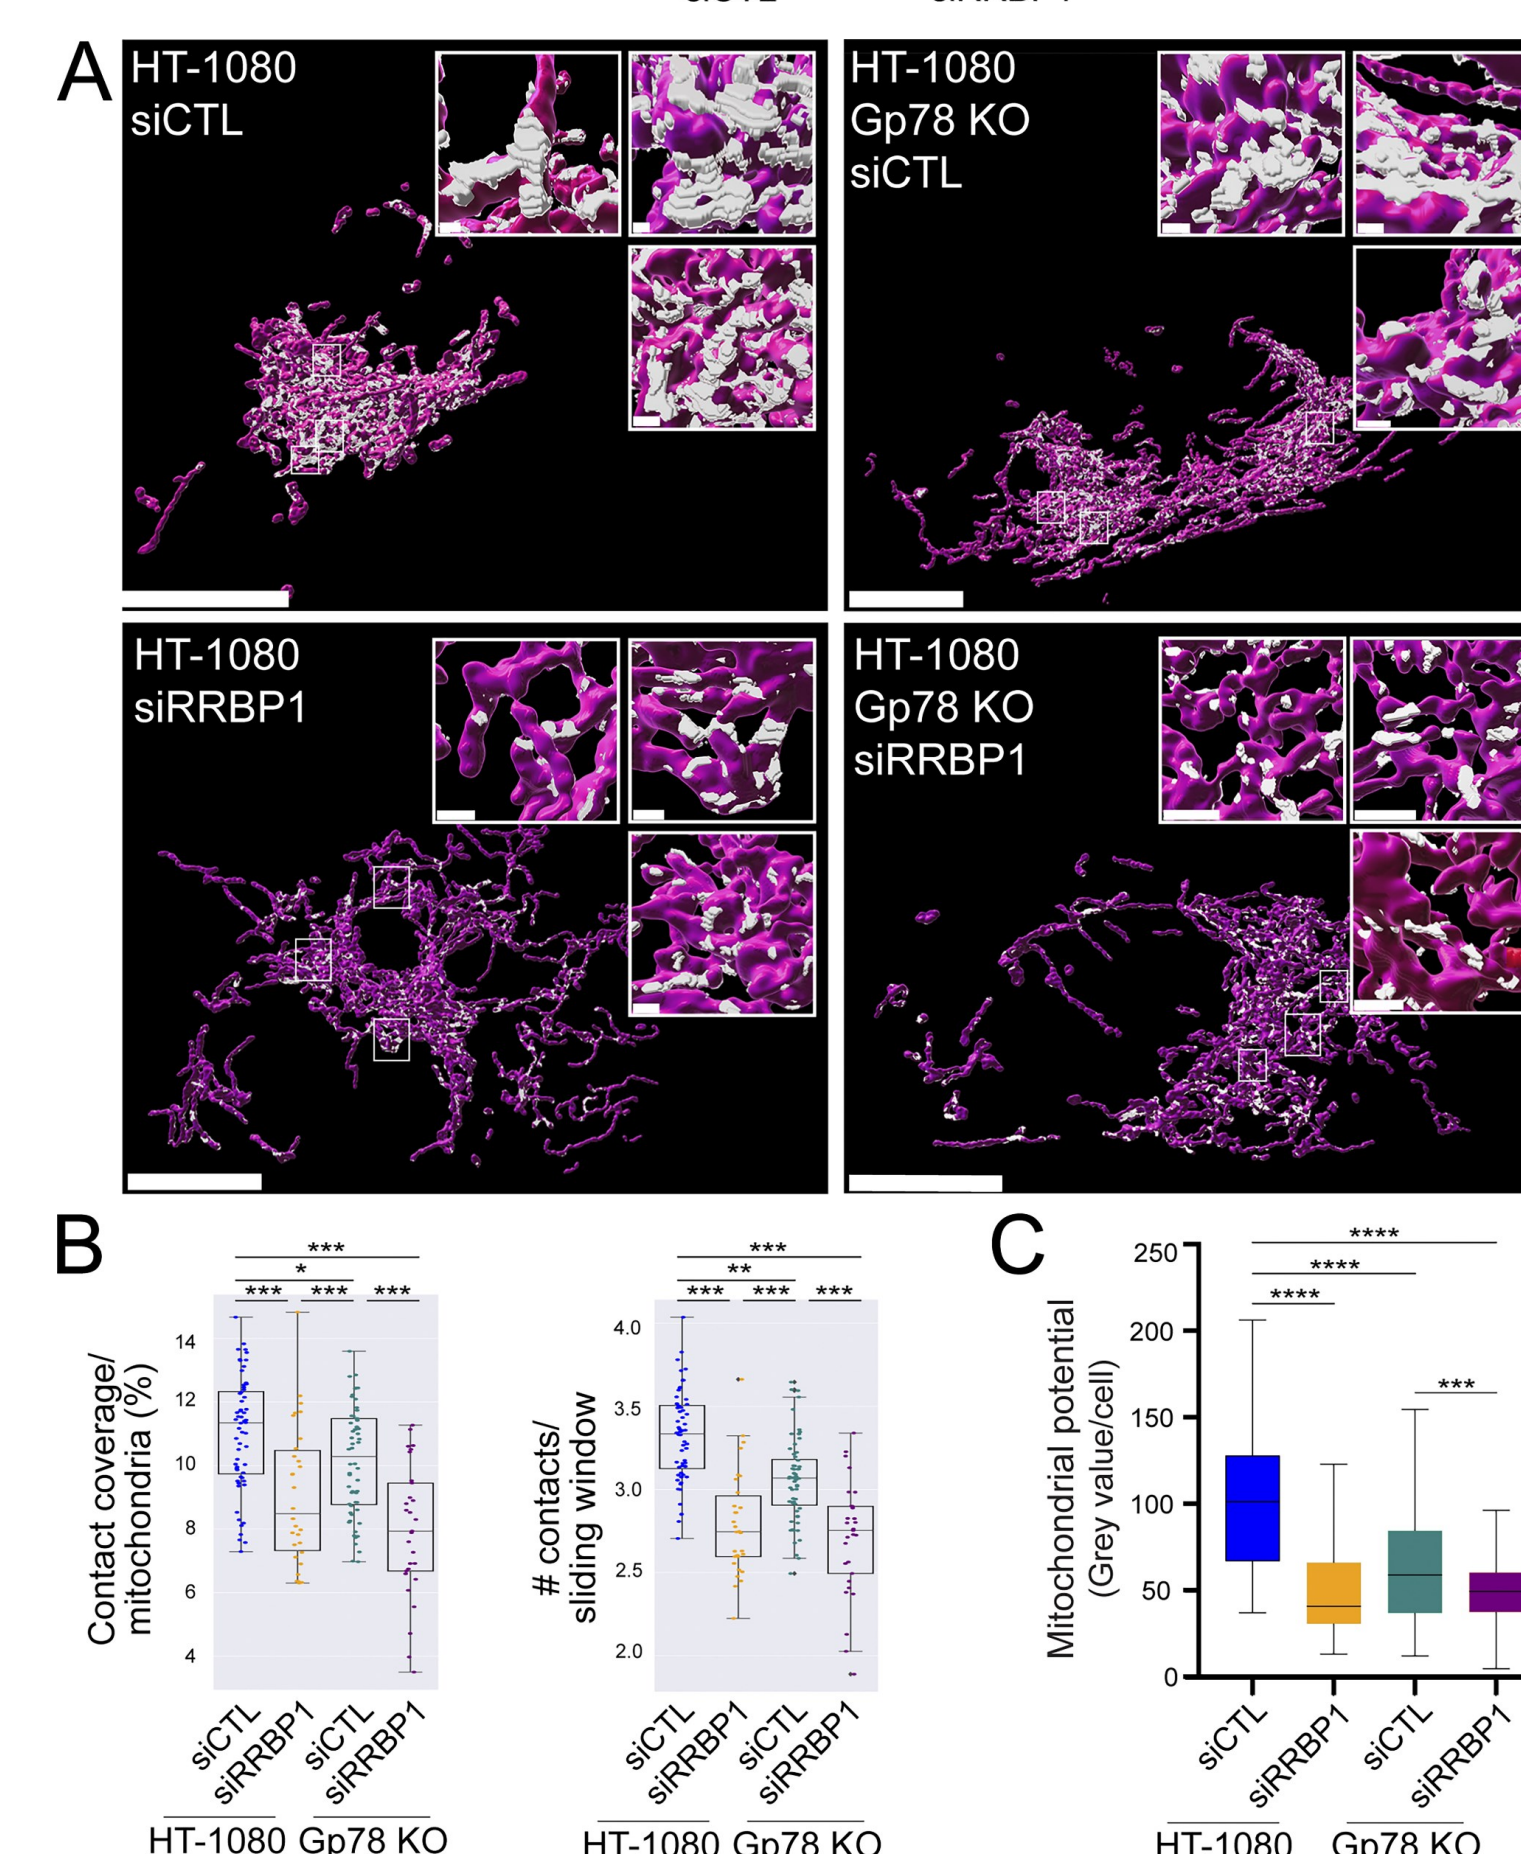 A
HT-1080
siCTL
HT-1080
Gp78 KO
siCTL
HT-1080
siRRBP1
HT-1080
Gp78 KO
siRRBP1
B
***
*
*** *** ***
Contact coverage/
mitochondria (%)
14
12
10
8
6
4
siCTL
siRRBP1
siCTL
siRRBP1
HT-1080 Gp78 KO
***
**
*** *** ***
# contacts/
sliding window
4.0
3.5
3.0
2.5
2.0
siCTL
siRRBP1
siCTL
siRRBP1
HT-1080 Gp78 KO
C
****
****
****
***
Mitochondrial potential
(Grey value/cell)
250
200
150
100
50
0
siCTL
siRRBP1
siCTL
siRRBP1
HT-1080 Gp78 KO